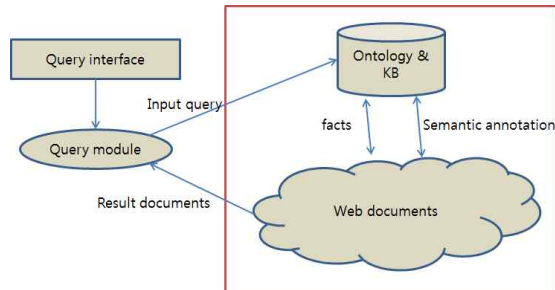 Query interface
Ontology &
KB
Input query
facts
Semantic annotation
Query module
Result documents
Web documents